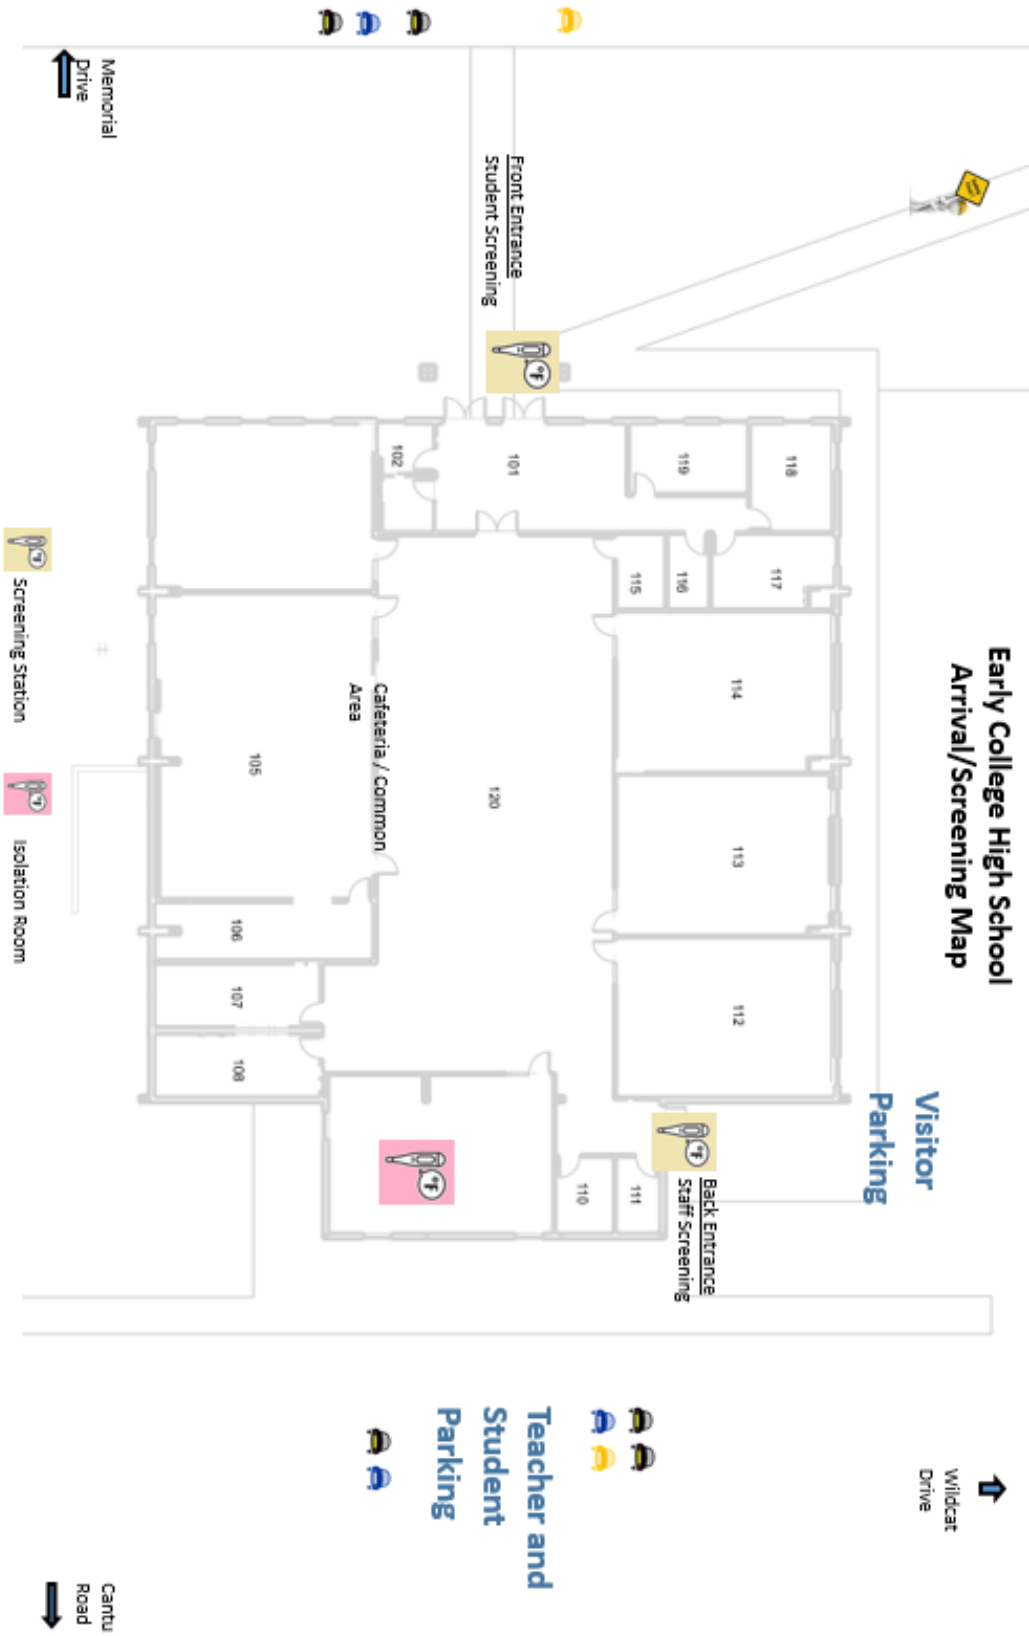 Early College High School
Arrival/Screening Map
Memorial
Drive
Front Entrance
Student Screening
Visitor
Parking
Wildcat
Drive
118
119
101
102
117
116
115
114
113
112
120
Cafeteria / Common
Area
105
106
107
108
110
111
Back Entrance
Staff Screening
Teacher and
Student
Parking
Cantu
Road
°F
°F
°F
°F
Screening Station
°F
Isolation Room